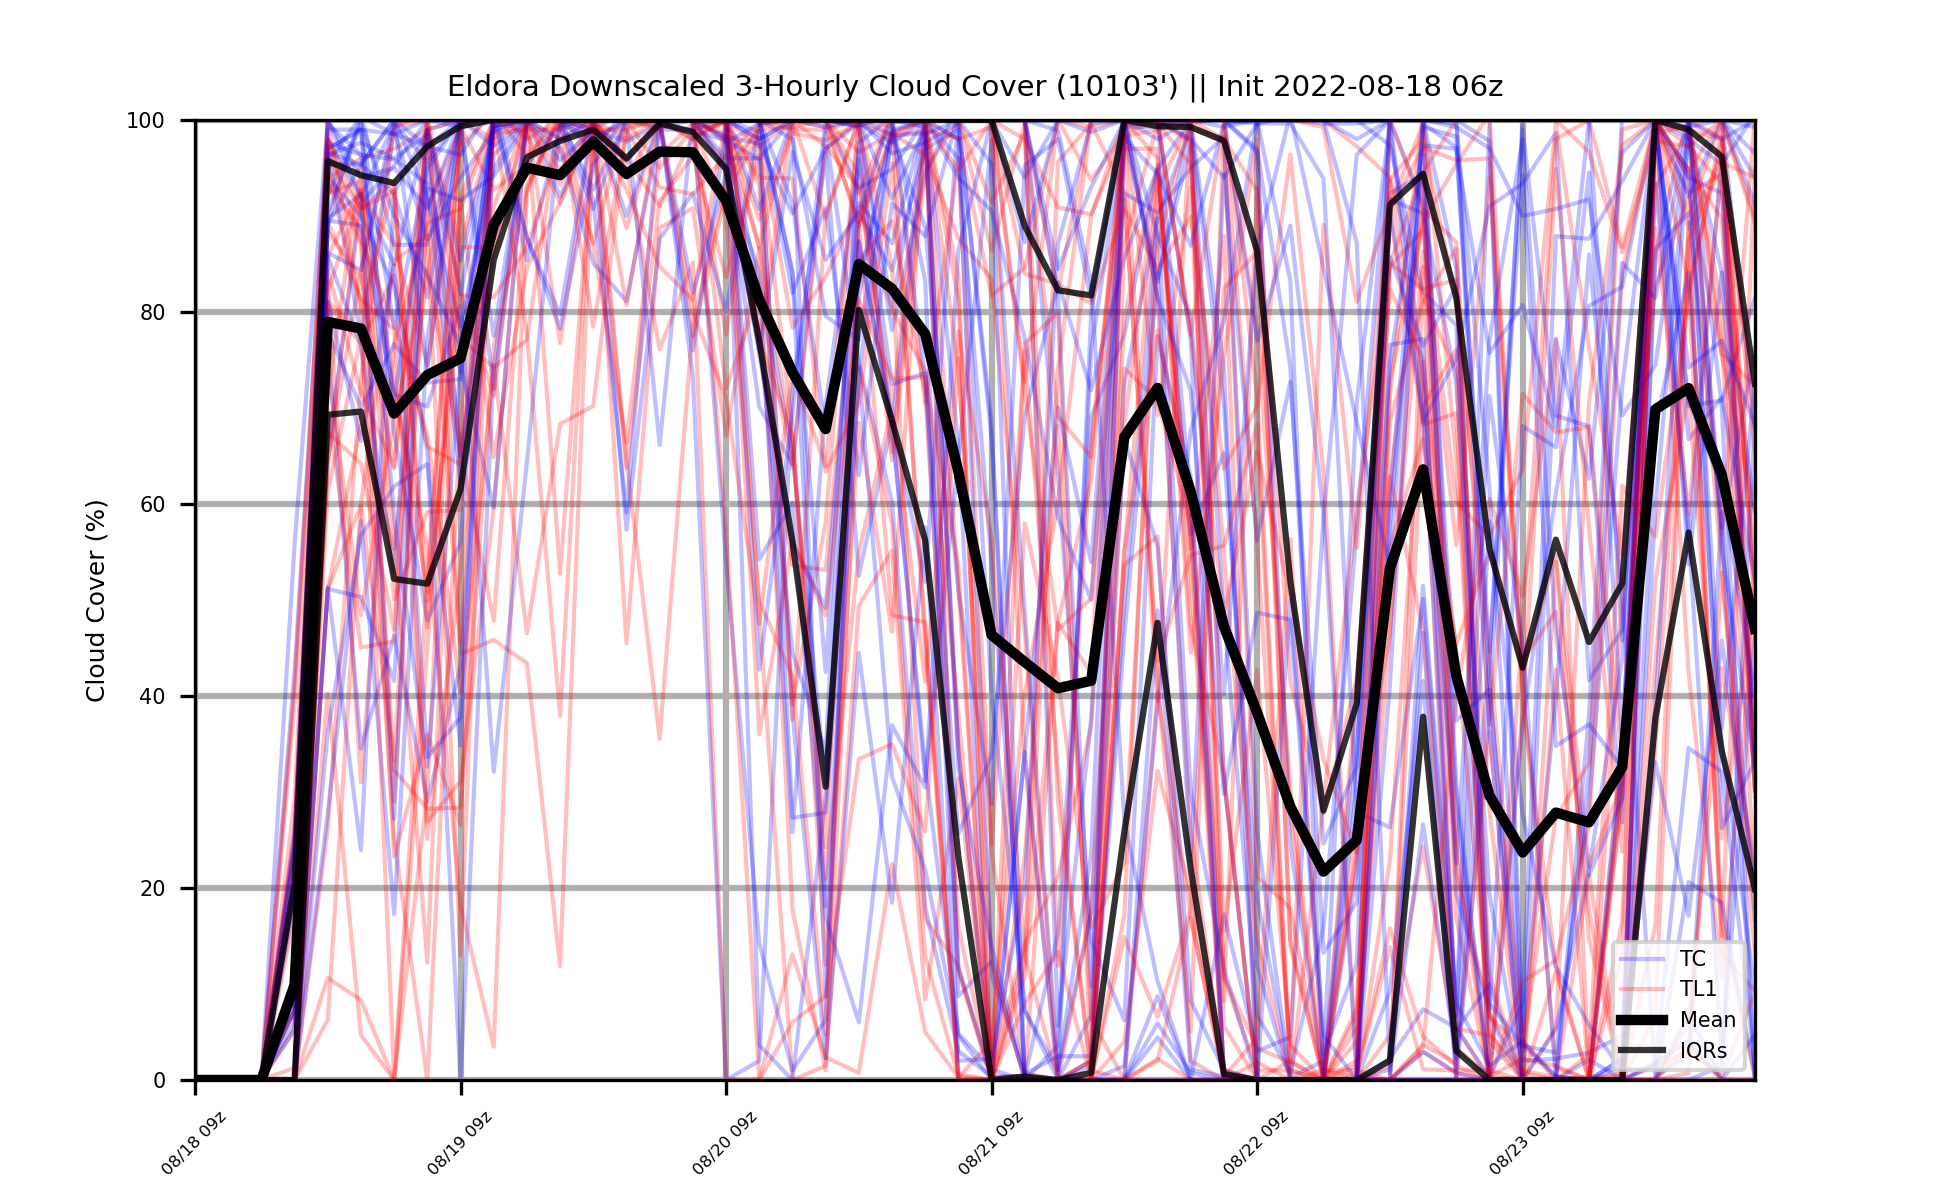 Eldora Downscaled 3-Hourly Cloud Cover (10103') || Init 2022-08-18 06z
100
80
60
40
20
0
Cloud Cover (%)
08/18 09z
08/19 09z
08/20 09z
08/21 09z
08/22 09z
08/23 09z
TC
TL1
Mean
IQRs